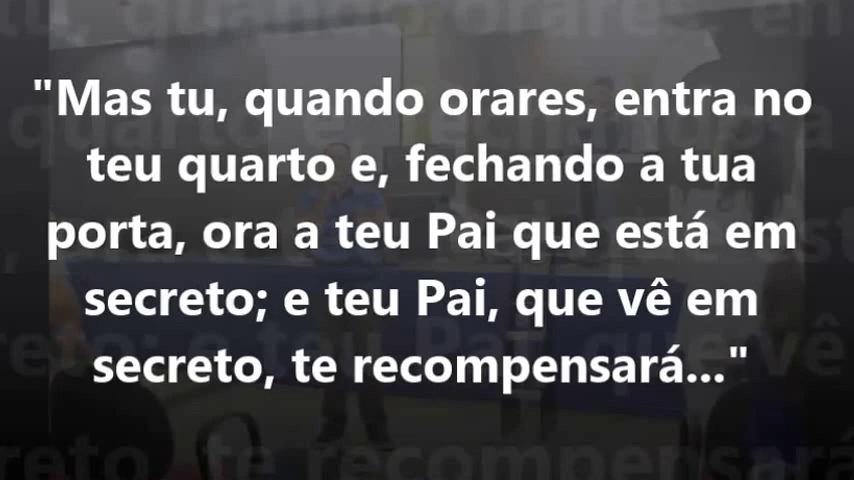 "Mas tu, quando orares, entra no
teu quarto e, fechando a tua
porta, ora a teu Pai que está em
secreto; e teu Pai, que vê em
secreto, te recompensará..."